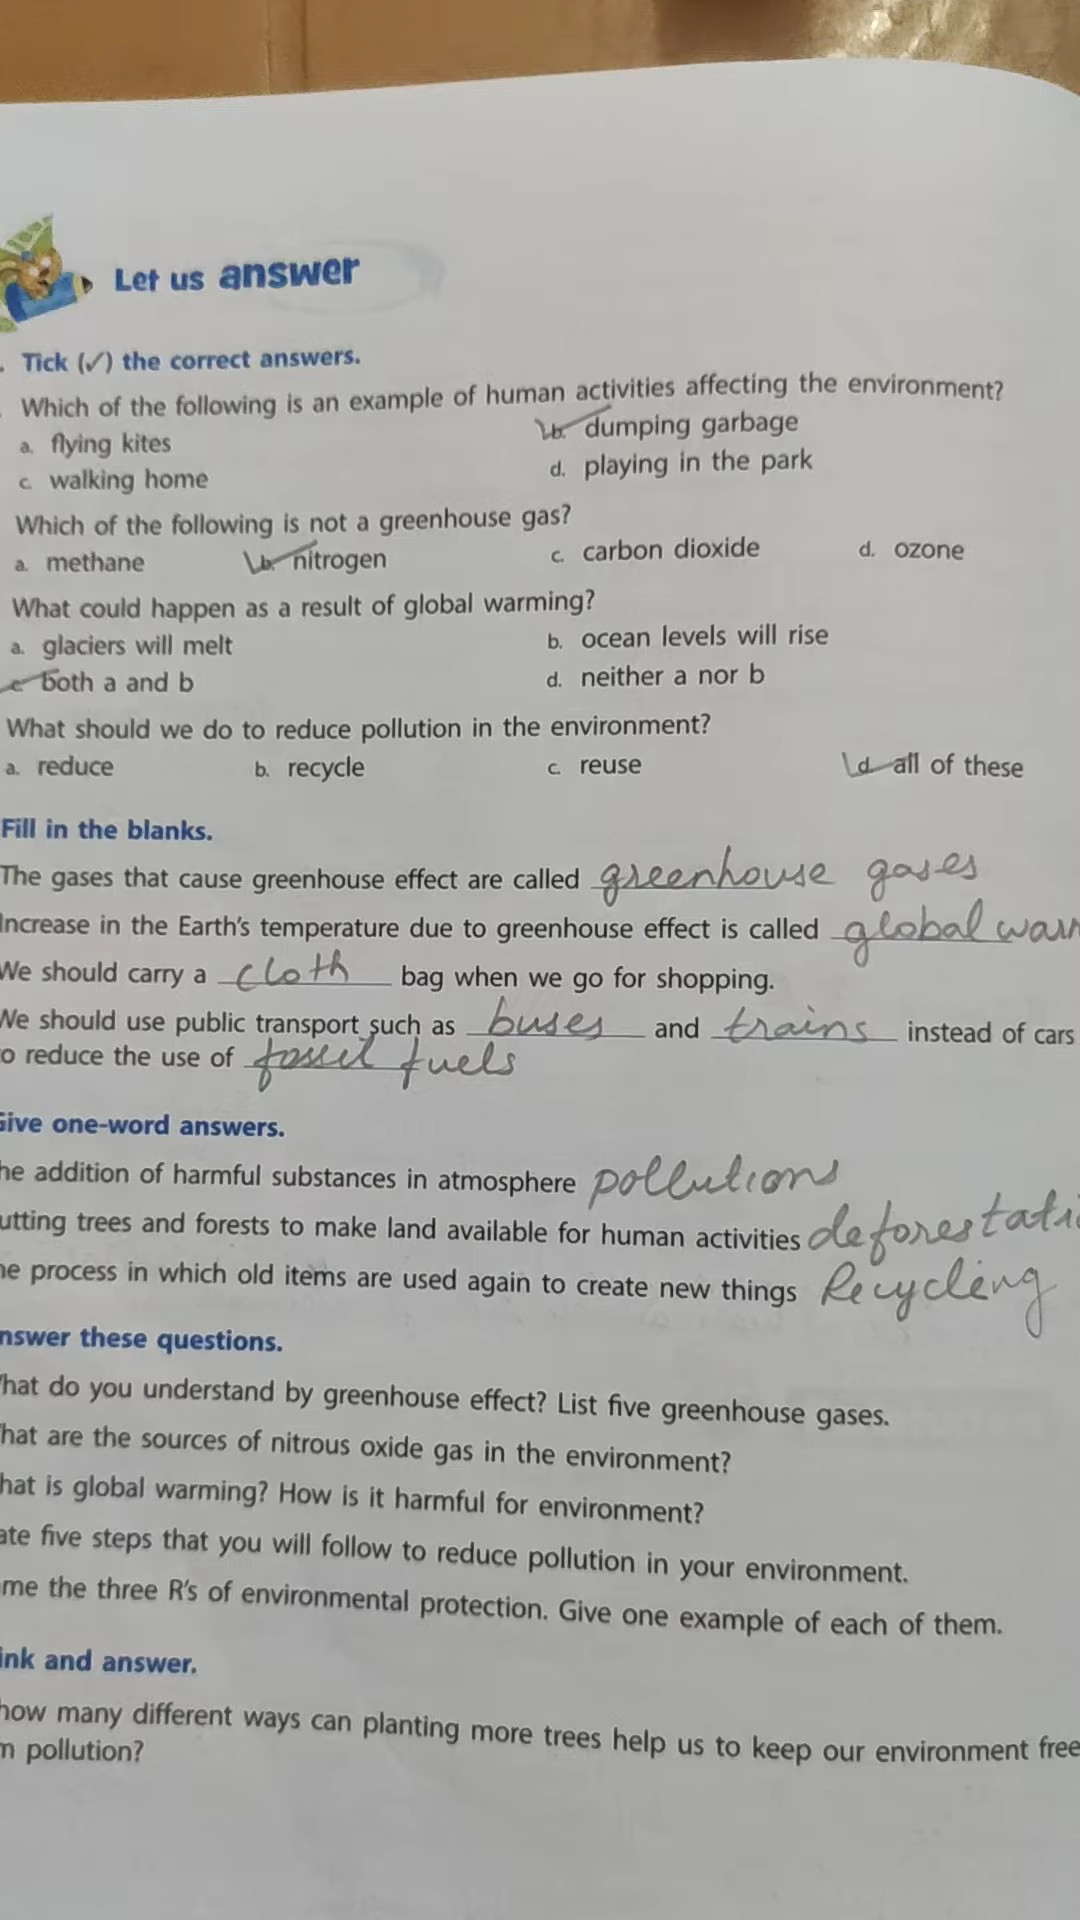 Let us answer
Tick (✓) the correct answers.
Which of the following is an example of human activities affecting the environment?
a. flying kites b. dumping garbage
c. walking home d. playing in the park
Which of the following is not a greenhouse gas?
a. methane b. nitrogen c. carbon dioxide d. ozone
What could happen as a result of global warming?
a. glaciers will melt b. ocean levels will rise
c. both a and b d. neither a nor b
What should we do to reduce pollution in the environment?
a. reduce b. recycle c. reuse d. all of these
Fill in the blanks.
The gases that cause greenhouse effect are called greenhouse gases
Increase in the Earth's temperature due to greenhouse effect is called global
We should carry a cloth bag when we go for shopping.
We should use public transport such as buses and trains instead of cars
o reduce the use of fossil fuels
Give one-word answers.
he addition of harmful substances in atmosphere pollutions
utting trees and forests to make land available for human activities deforestati
he process in which old items are used again to create new things Recycling
nswer these questions.
hat do you understand by greenhouse effect? List five greenhouse gases.
hat are the sources of nitrous oxide gas in the environment?
hat is global warming? How is it harmful for environment?
ate five steps that you will follow to reduce pollution in your environment.
me the three R's of environmental protection. Give one example of each of them.
ink and answer.
how many different ways can planting more trees help us to keep our environment free
m pollution?